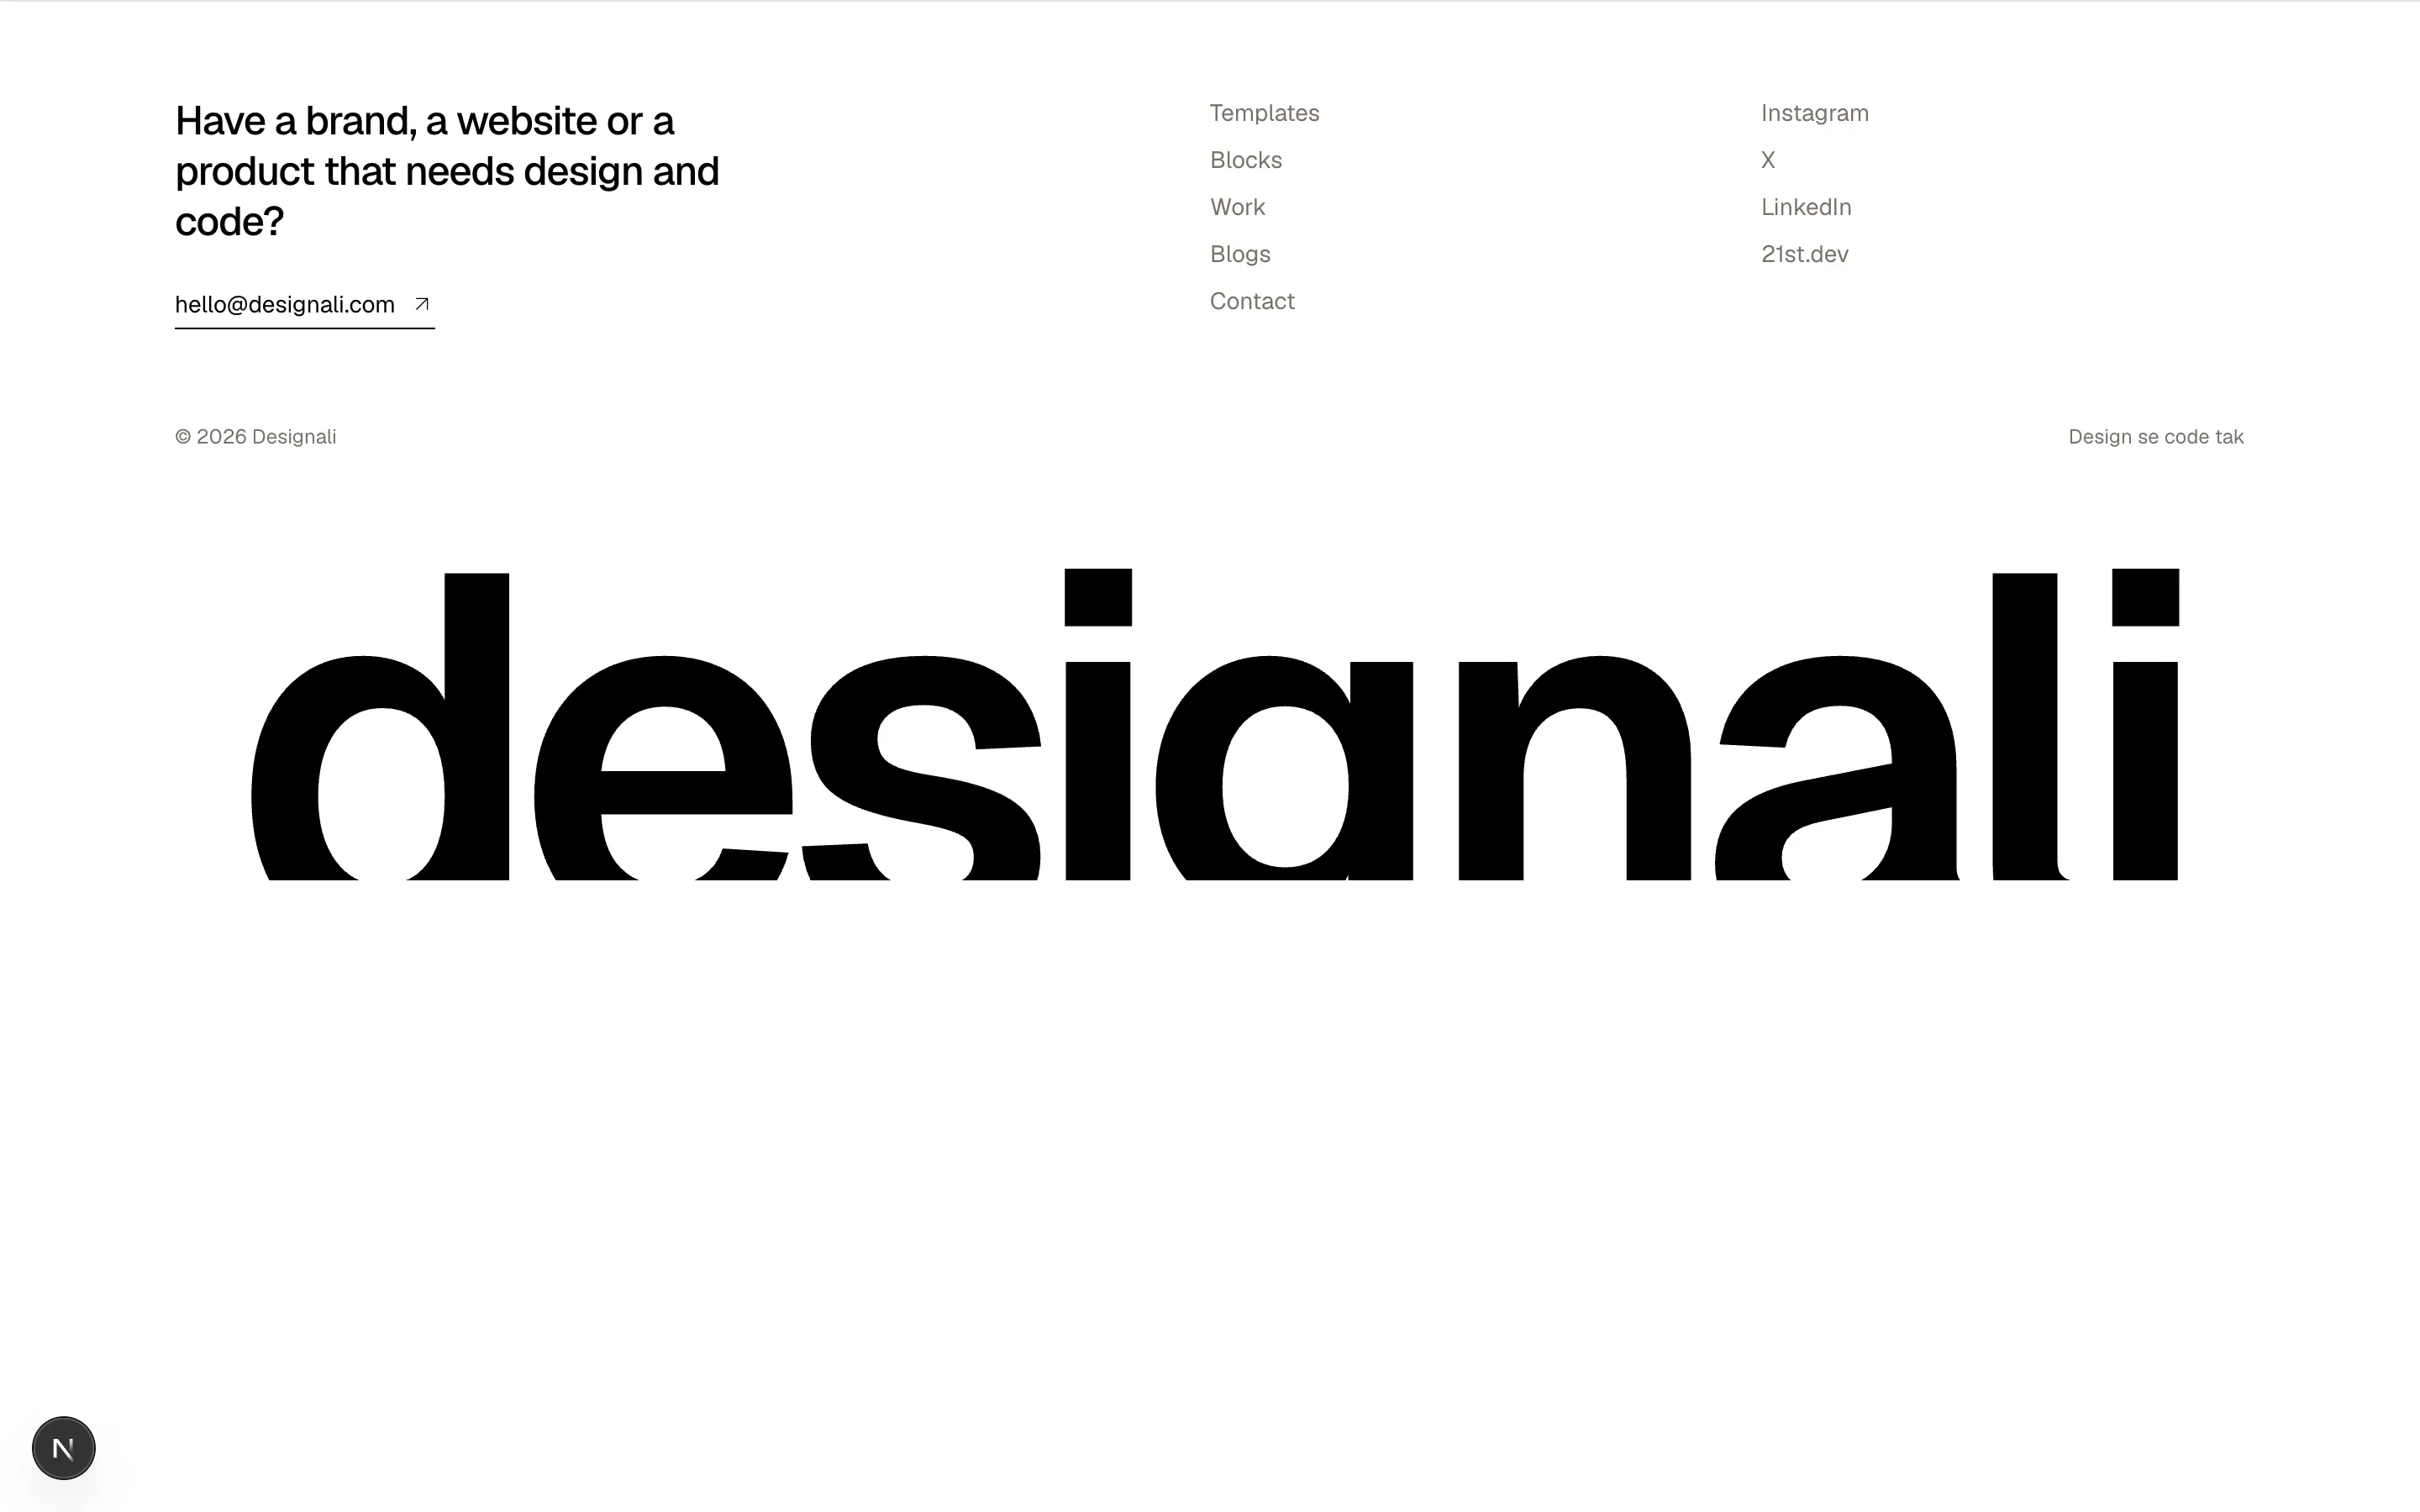 Have a brand, a website or a
product that needs design and
code?
hello@designali.com
Templates
Blocks
Work
Blogs
Contact
Instagram
X
LinkedIn
21st.dev
© 2026 Designali
Design se code tak
designali
N